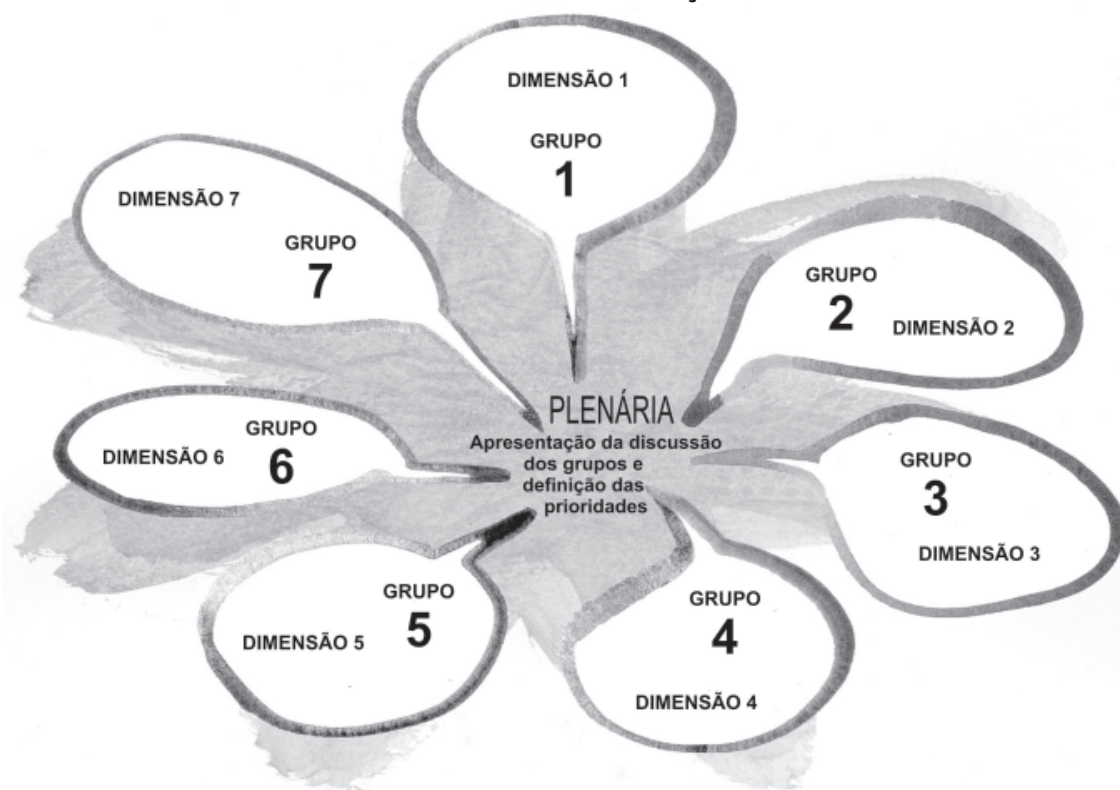 DIMENSÃO 1
GRUPO
1
GRUPO
2
DIMENSÃO 2
GRUPO
3
DIMENSÃO 3
GRUPO
4
DIMENSÃO 4
GRUPO
5
DIMENSÃO 5
GRUPO
6
DIMENSÃO 6
DIMENSÃO 7
GRUPO
7
PLENÁRIA
Apresentação da discussão
dos grupos e
definição das
prioridades